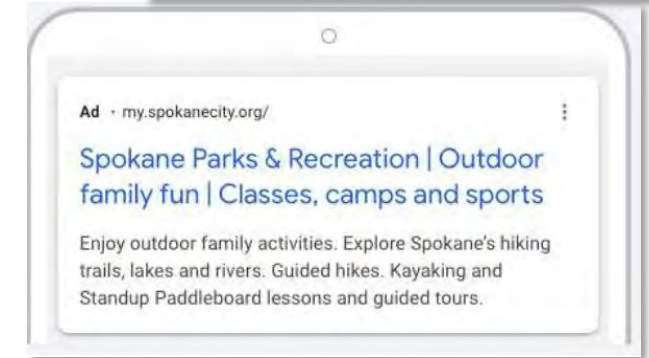 Ad · my.spokanecity.org/
Spokane Parks & Recreation | Outdoor
family fun | Classes, camps and sports
Enjoy outdoor family activities. Explore Spokane's hiking
trails, lakes and rivers. Guided hikes. Kayaking and
Standup Paddleboard lessons and guided tours.